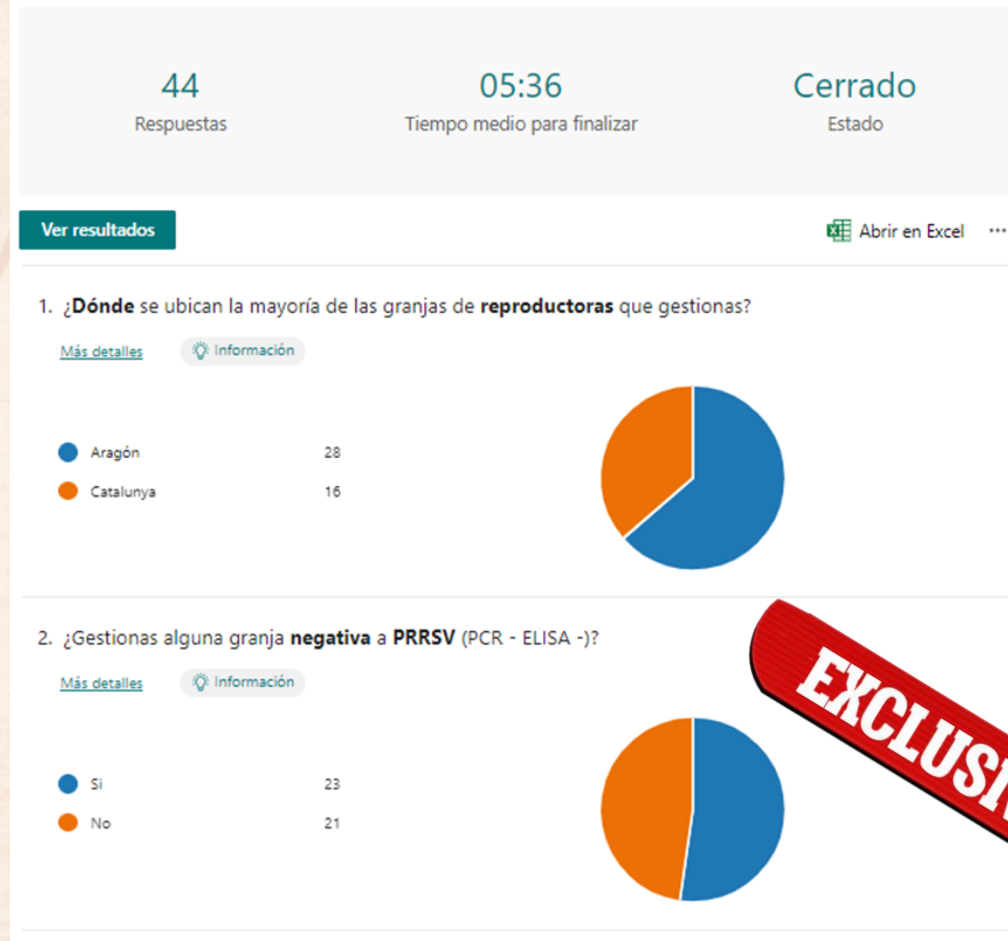 44
Respuestas
05:36
Tiempo medio para finalizar
Cerrado
Estado
Ver resultados
Abrir en Excel
1. ¿Dónde se ubican la mayoría de las granjas de reproductoras que gestionas?
Más detalles
Información
Aragón 28
Catalunya 16
2. ¿Gestionas alguna granja negativa a PRRSV (PCR - ELISA -)?
Más detalles
Información
Si 23
No 21